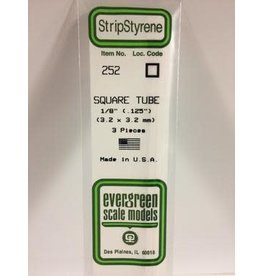 StripStyrene
Item No. Loc. Code
252
SQUARE TUBE
1/8" (.125")
(3.2 x 3.2 mm)
3 Pieces
Made in U.S.A.
evergreen
scale models
Des Plaines, IL 60018